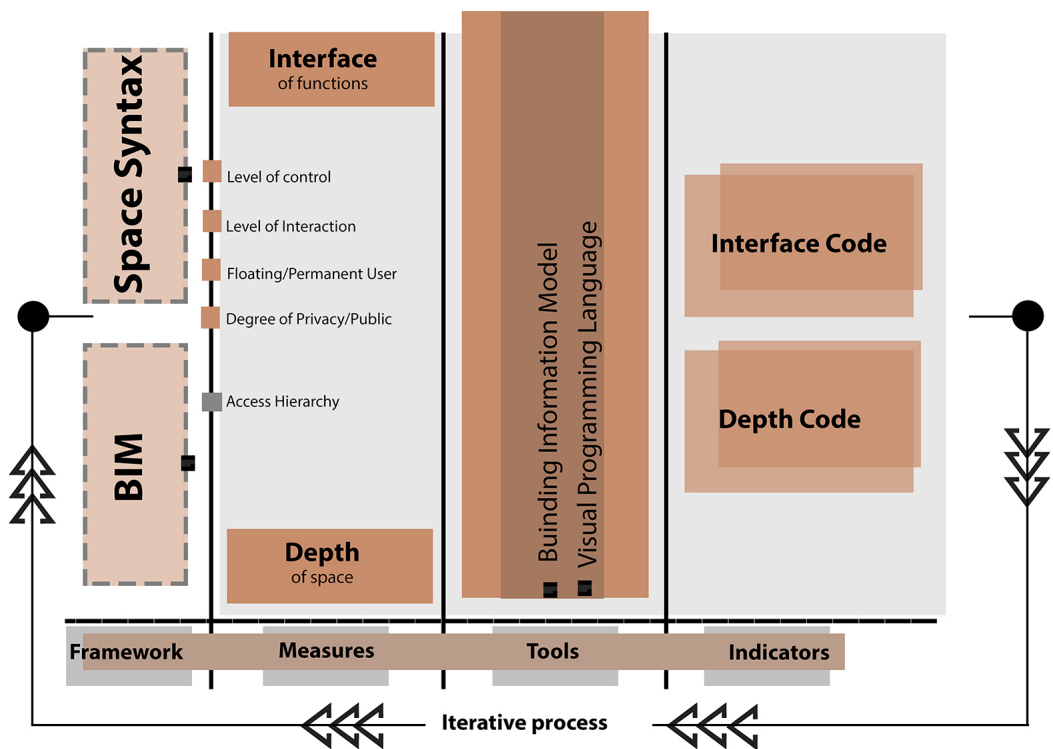 Space Syntax
BIM
Interface
of functions
Level of control
Level of Interaction
Floating/Permanent User
Degree of Privacy/Public
Access Hierarchy
Depth
of space
Buinding Information Model
Visual Programming Language
Interface Code
Depth Code
Framework
Measures
Tools
Indicators
Iterative process